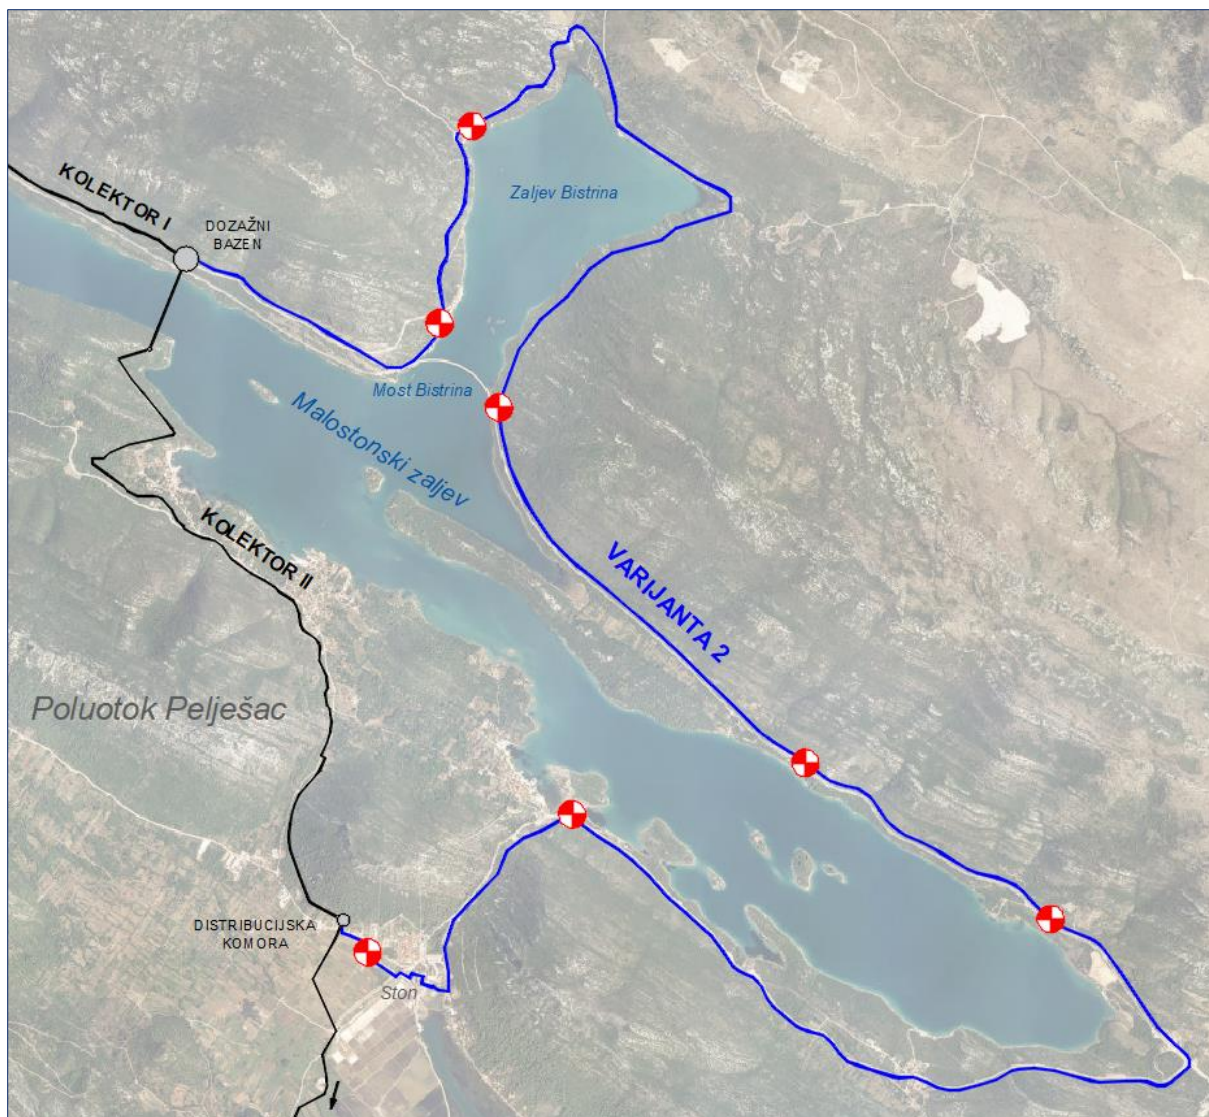 Zaljev Bistrina
KOLEKTOR I
DOZAŽNI
BAZEN
Most Bistrina
Malostonski zaljev
KOLEKTOR II
VARIJANTA 2
Poluotok Pelješac
DISTRIBUCIJSKA
KOMORA
Ston